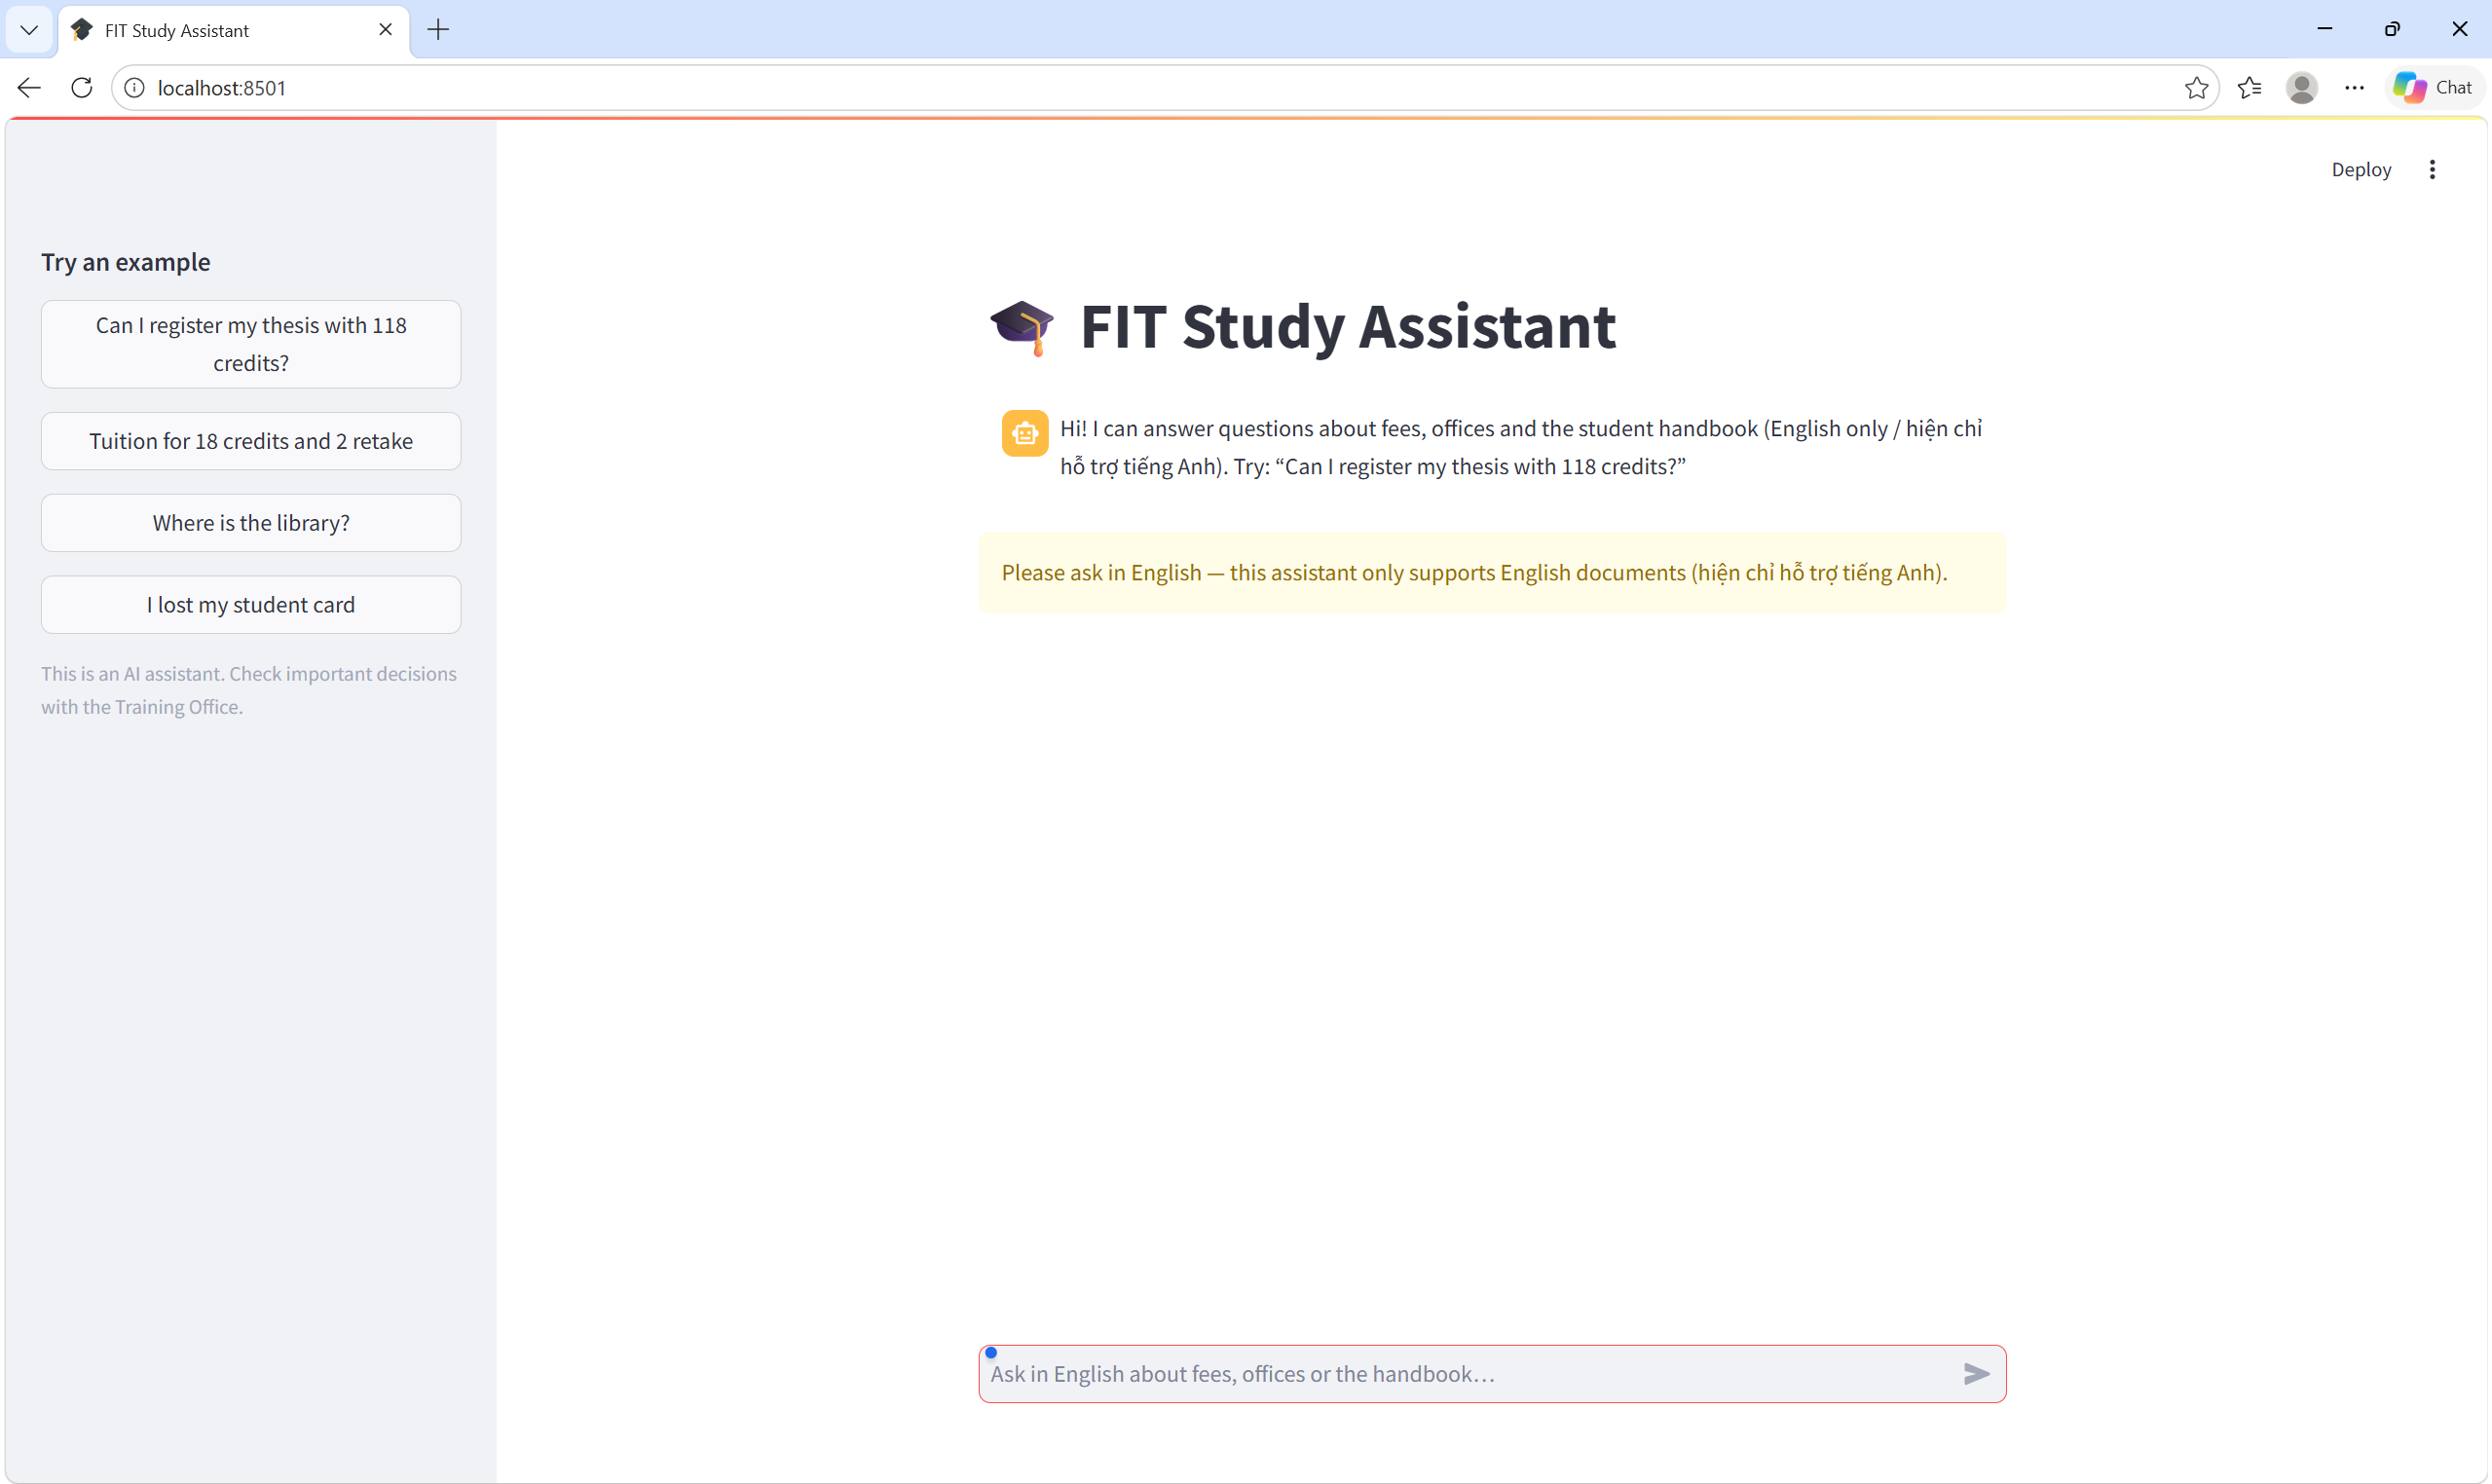 FIT Study Assistant
localhost:8501
Chat
Deploy
Try an example
Can I register my thesis with 118
credits?
Tuition for 18 credits and 2 retake
Where is the library?
I lost my student card
This is an AI assistant. Check important decisions
with the Training Office.
FIT Study Assistant
Hi! I can answer questions about fees, offices and the student handbook (English only / hiện chỉ
hỗ trợ tiếng Anh). Try: “Can I register my thesis with 118 credits?”
Please ask in English — this assistant only supports English documents (hiện chỉ hỗ trợ tiếng Anh).
Ask in English about fees, offices or the handbook…